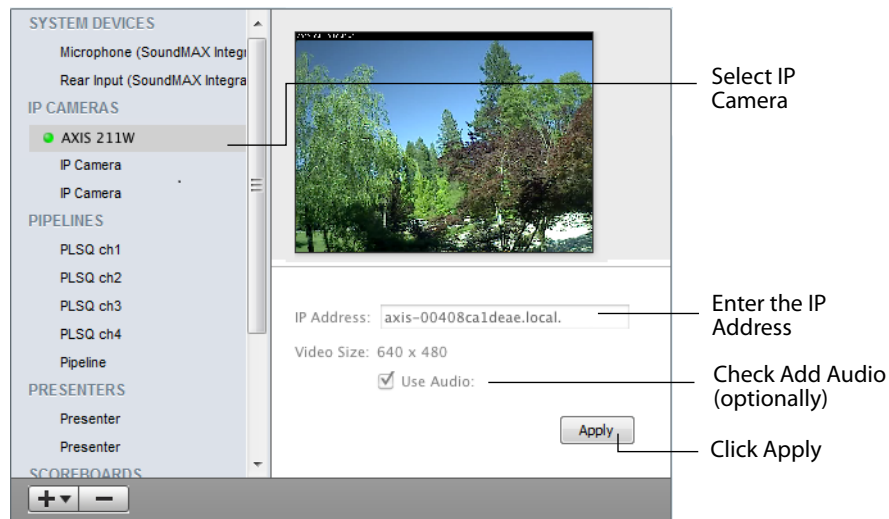 SYSTEM DEVICES
Microphone (SoundMAX Integr
Rear Input (SoundMAX Integra
IP CAMERAS
AXIS 211W
IP Camera
IP Camera
PIPELINES
PLSQ ch1
PLSQ ch2
PLSQ ch3
PLSQ ch4
Pipeline
PRESENTERS
Presenter
Presenter
SCOREBOARDS
IP Address: axis-00408ca1deae.local.
Video Size: 640 x 480
Use Audio:
Apply
Select IP
Camera
Enter the IP
Address
Check Add Audio
(optionally)
Click Apply